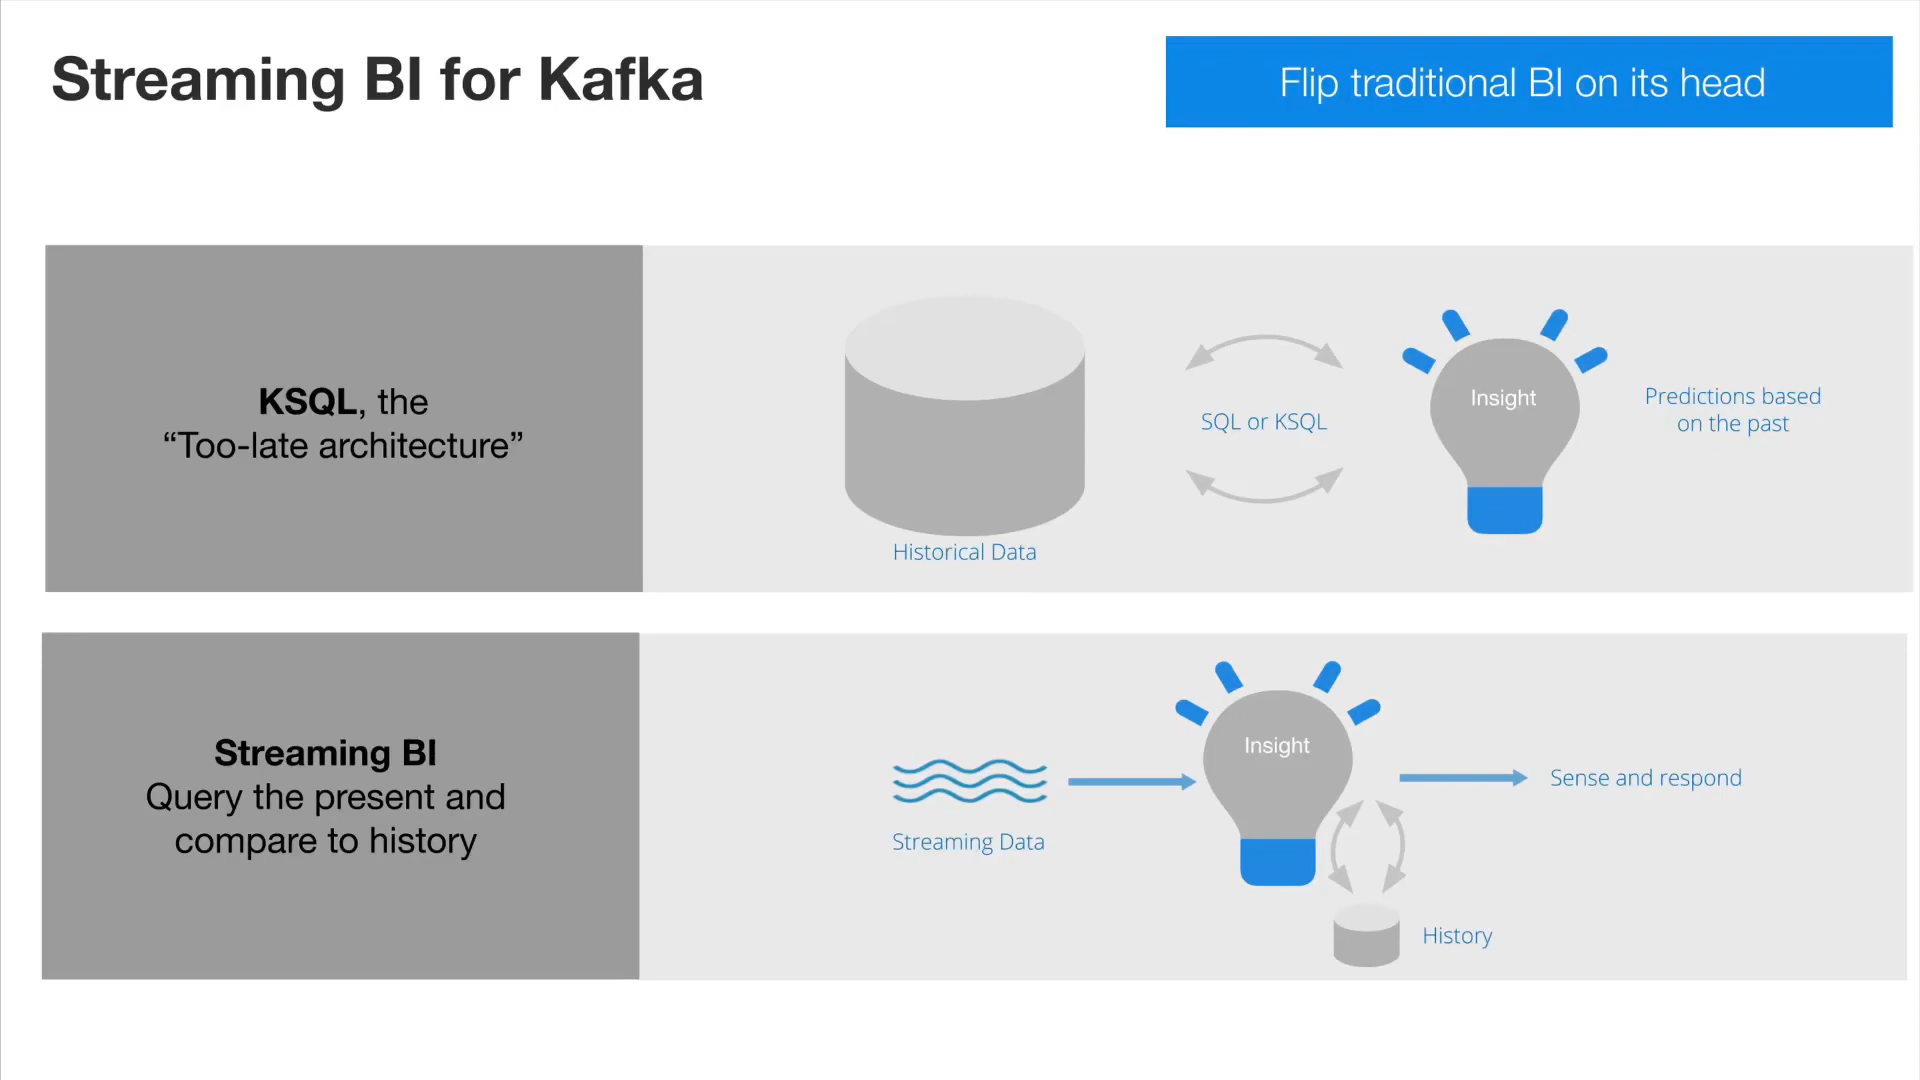 Streaming BI for Kafka
Flip traditional BI on its head
KSQL, the
“Too-late architecture”
Historical Data
SQL or KSQL
Insight
Predictions based
on the past
Streaming BI
Query the present and
compare to history
Streaming Data
Insight
Sense and respond
History